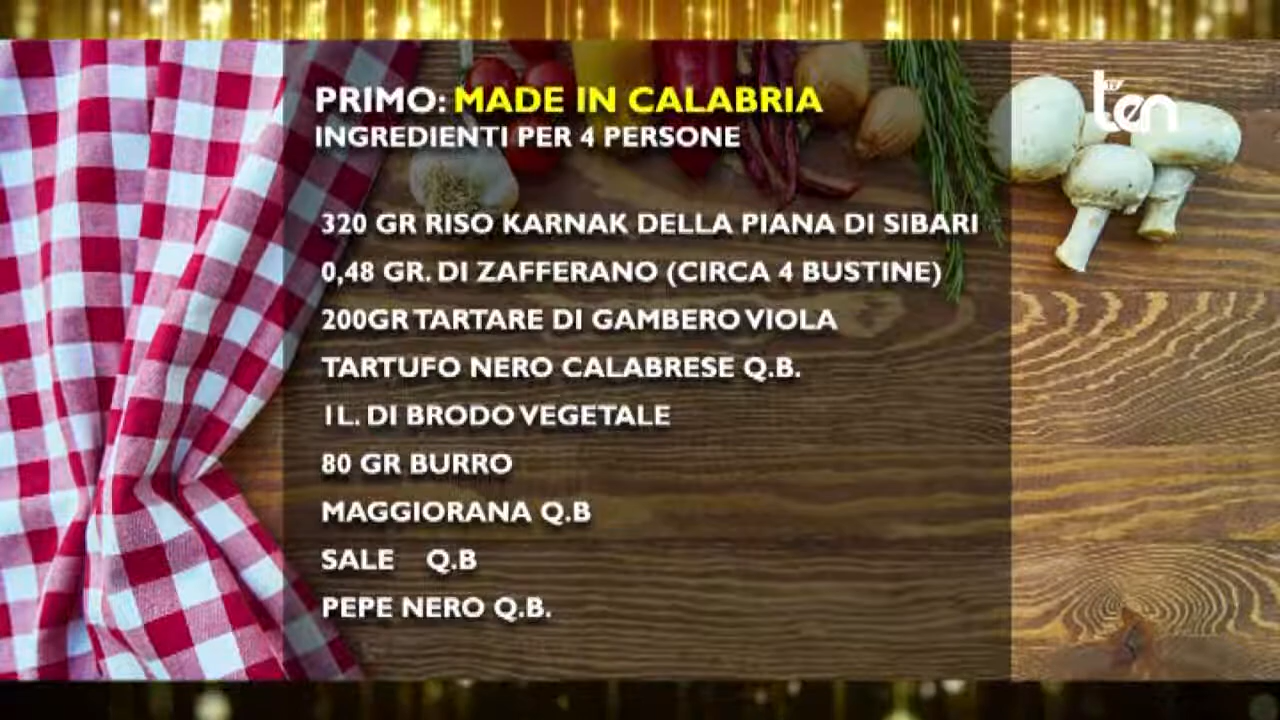 PRIMO: MADE IN CALABRIA
INGREDIENTI PER 4 PERSONE
ten
320 GR RISO KARNAK DELLA PIANA DI SIBARI
0,48 GR. DI ZAFFERANO (CIRCA 4 BUSTINE)
200GR TARTARE DI GAMBERO VIOLA
TARTUFO NERO CALABRESE Q.B.
1L. DI BRODO VEGETALE
80 GR BURRO
MAGGIORANA Q.B
SALE Q.B
PEPE NERO Q.B.